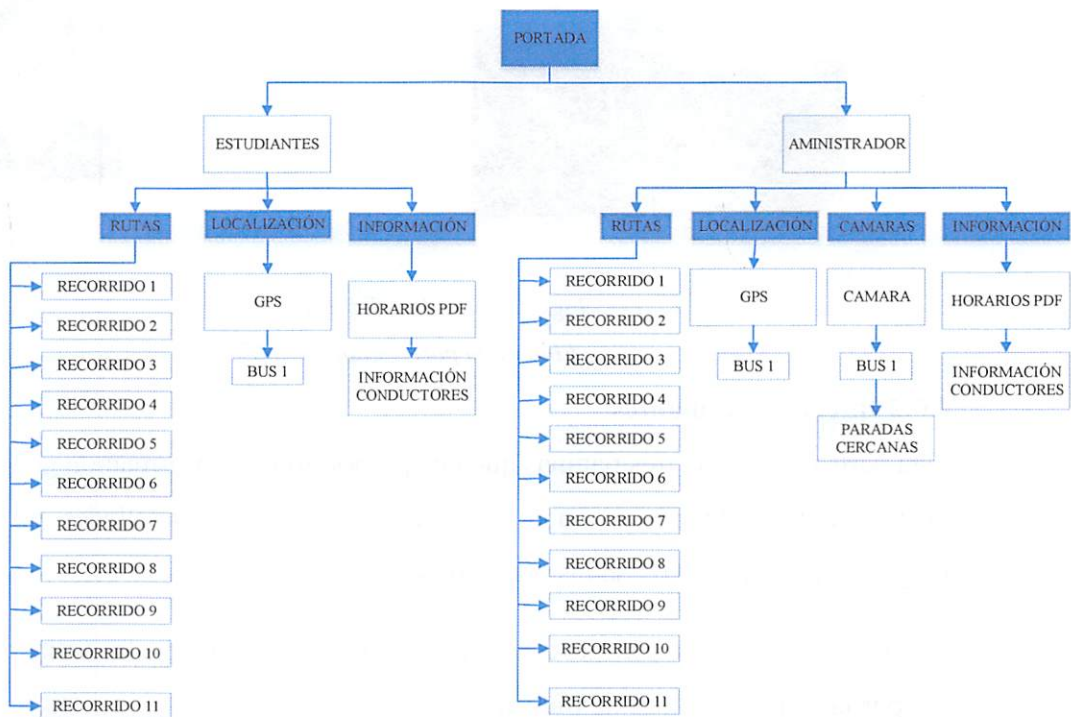 PORTADA
ESTUDIANTES
AMINISTRADOR
RUTAS
LOCALIZACIÓN
INFORMACIÓN
RECORRIDO 1
RECORRIDO 2
RECORRIDO 3
RECORRIDO 4
RECORRIDO 5
RECORRIDO 6
RECORRIDO 7
RECORRIDO 8
RECORRIDO 9
RECORRIDO 10
RECORRIDO 11
GPS
BUS 1
HORARIOS PDF
INFORMACIÓN
CONDUCTORES
RUTAS
LOCALIZACIÓN
CAMARAS
INFORMACIÓN
RECORRIDO 1
RECORRIDO 2
RECORRIDO 3
RECORRIDO 4
RECORRIDO 5
RECORRIDO 6
RECORRIDO 7
RECORRIDO 8
RECORRIDO 9
RECORRIDO 10
RECORRIDO 11
GPS
BUS 1
CAMARA
BUS 1
PARADAS
CERCANAS
HORARIOS PDF
INFORMACIÓN
CONDUCTORES